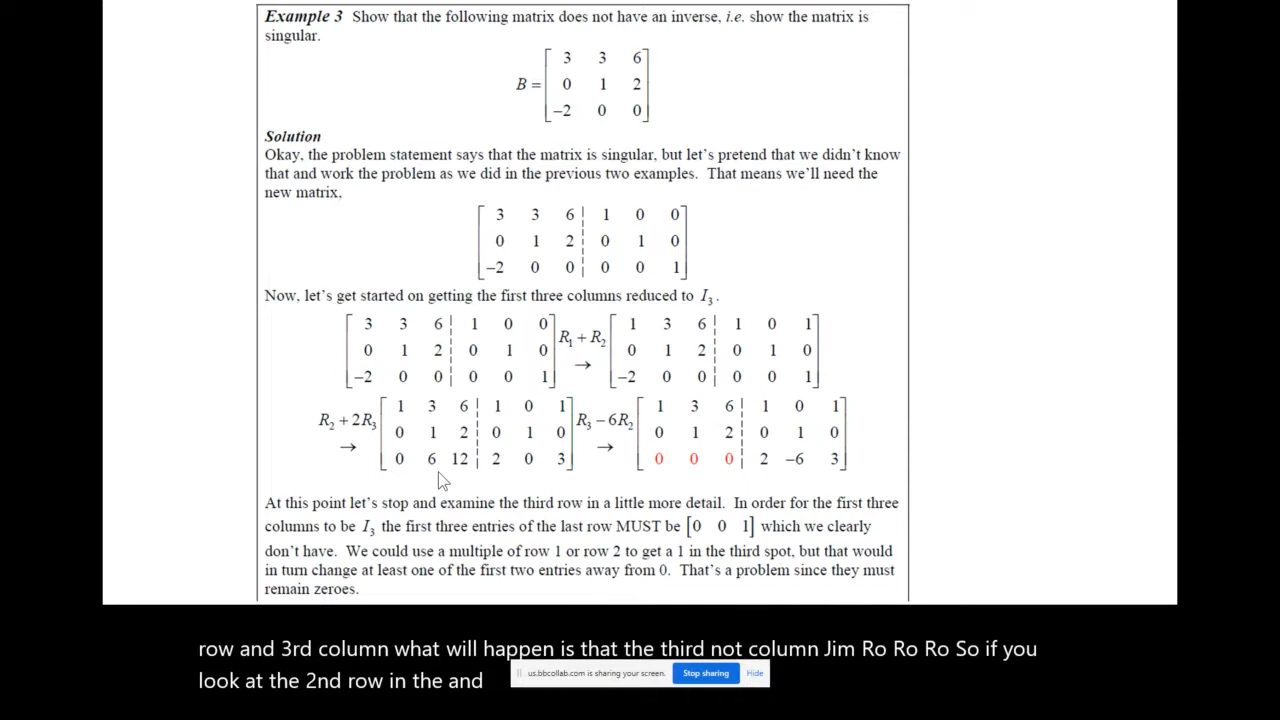 Example 3 Show that the following matrix does not have an inverse, i.e. show the matrix is
singular.
3 3 6
B = 0 1 2
-2 0 0
Solution
Okay, the problem statement says that the matrix is singular, but let's pretend that we didn't know
that and work the problem as we did in the previous two examples. That means we'll need the
new matrix,
3 3 6 1 0 0
0 1 2 0 1 0
-2 0 0 0 0 1
Now, let's get started on getting the first three columns reduced to I₃.
3 3 6 1 0 0 R₁ + R₂ 1 3 6 1 0 1
0 1 2 0 1 0 → 0 1 2 0 1 0
-2 0 0 0 0 1 -2 0 0 0 0 1
R₂ + 2R₃ 1 3 6 1 0 1 R₃ − 6R₂ 1 3 6 1 0 1
→ 0 1 2 0 1 0 → 0 1 2 0 1 0
0 6 12 2 0 3 0 0 0 2 -6 3
At this point let's stop and examine the third row in a little more detail. In order for the first three
columns to be I₃ the first three entries of the last row MUST be [0 0 1] which we clearly
don't have. We could use a multiple of row 1 or row 2 to get a 1 in the third spot, but that would
in turn change at least one of the first two entries away from 0. That's a problem since they must
remain zeroes.
row and 3rd column what will happen is that the third not column Jim Ro Ro Ro So if you
look at the 2nd row in the and
us.bbcollab.com is sharing your screen. Stop sharing Hide